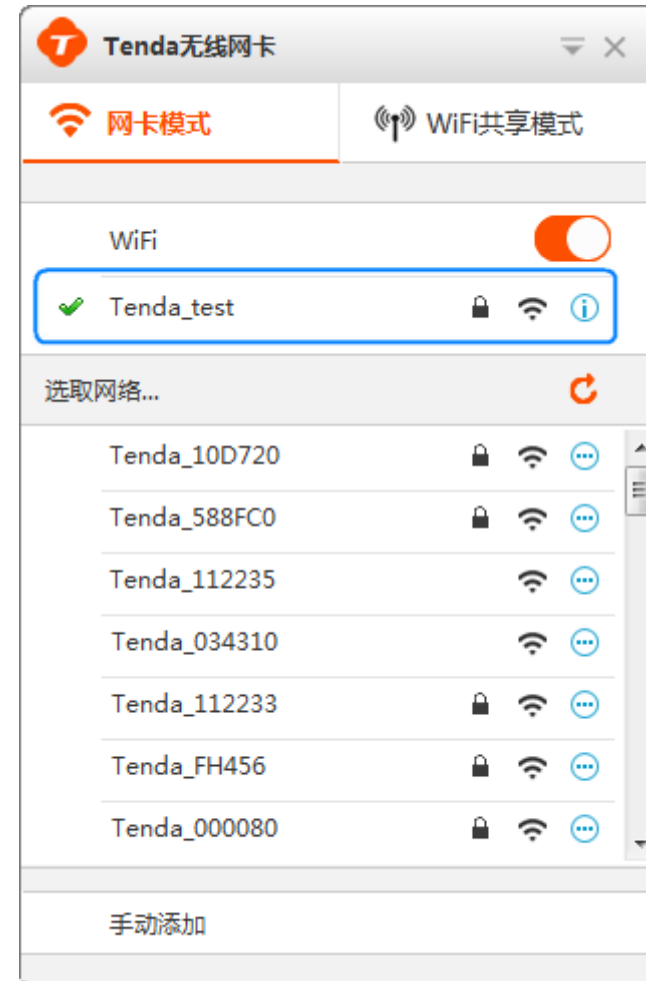 Tenda无线网卡
网卡模式 WiFi共享模式
WiFi
Tenda_test
选取网络...
Tenda_10D720
Tenda_588FC0
Tenda_112235
Tenda_034310
Tenda_112233
Tenda_FH456
Tenda_000080
手动添加